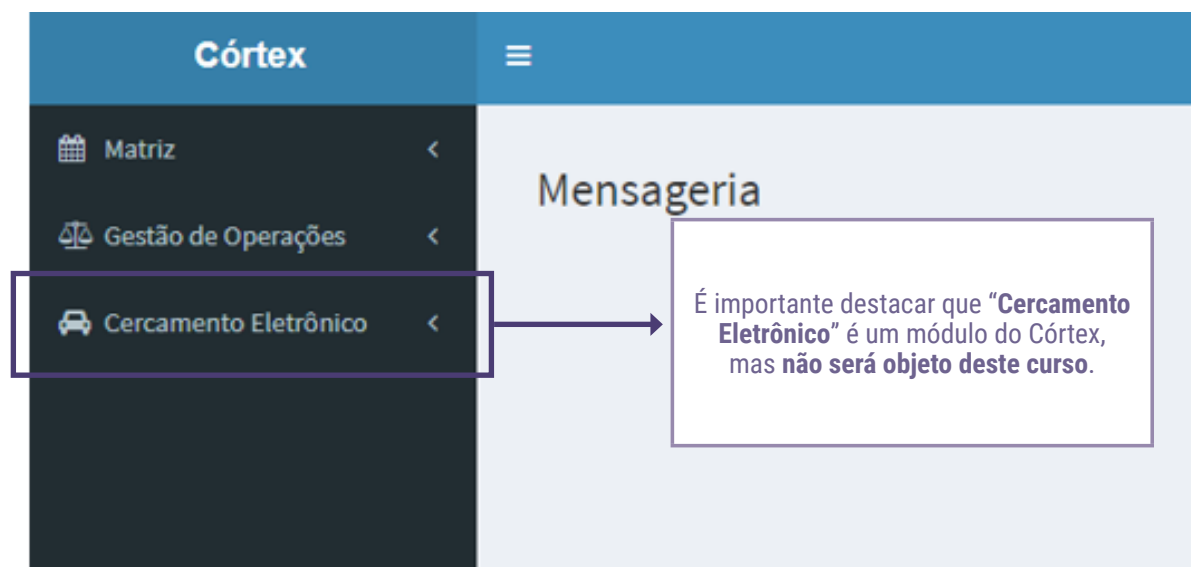 Córtex
Matriz
Mensageria
Gestão de Operações
Cercamento Eletrônico
É importante destacar que “Cercamento
Eletrônico” é um módulo do Córtex,
mas não será objeto deste curso.